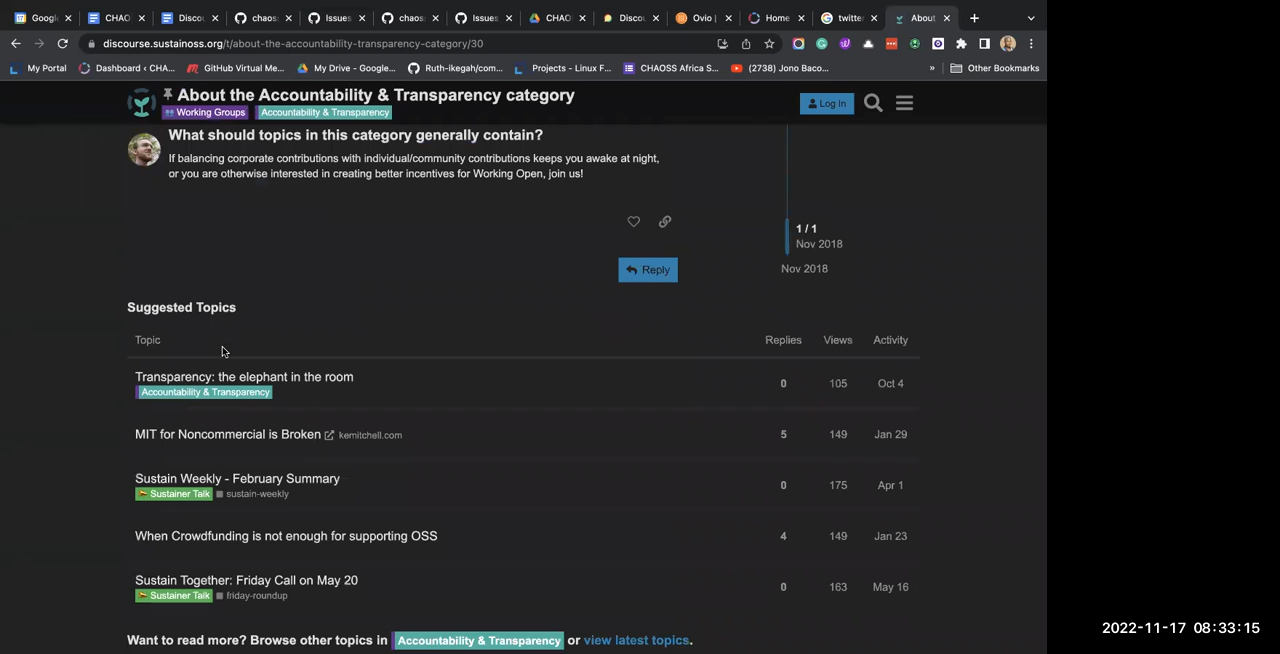 Googl
CHAO
Discou
chaos
Issues
chaos
Issues
CHAO
Discou
Ovio |
Home
twitte
About
discourse.sustainoss.org/t/about-the-accountability-transparency-category/30
My Portal
Dashboard ‹ CHA...
GitHub Virtual Me...
My Drive - Google...
Ruth-ikegah/com...
Projects - Linux F...
CHAOSS Africa S...
(2738) Jono Baco...
»
Other Bookmarks
About the Accountability & Transparency category
Working Groups
Accountability & Transparency
Log In
What should topics in this category generally contain?
If balancing corporate contributions with individual/community contributions keeps you awake at night,
or you are otherwise interested in creating better incentives for Working Open, join us!
1 / 1
Nov 2018
Reply
Nov 2018
Suggested Topics
Topic Replies Views Activity
Transparency: the elephant in the room 0 105 Oct 4
Accountability & Transparency
MIT for Noncommercial is Broken kemitchell.com 5 149 Jan 29
Sustain Weekly - February Summary 0 175 Apr 1
Sustainer Talk sustain-weekly
When Crowdfunding is not enough for supporting OSS 4 149 Jan 23
Sustain Together: Friday Call on May 20 0 163 May 16
Sustainer Talk friday-roundup
Want to read more? Browse other topics in Accountability & Transparency or view latest topics.
2022-11-17 08:33:15